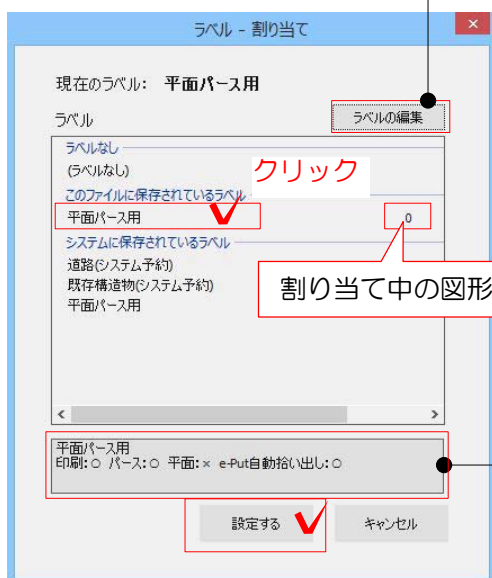 ラベル - 割り当て
現在のラベル： 平面パース用
ラベル
ラベルの編集
ラベルなし
(ラベルなし)
クリック
このファイルに保存されているラベル
平面パース用 0
システムに保存されているラベル
道路(システム予約)
既存構造物(システム予約)
平面パース用
割り当て中の図形
平面パース用
印刷:○ パース:○ 平面:× e-Put自動拾い出し:○
設定する
キャンセル